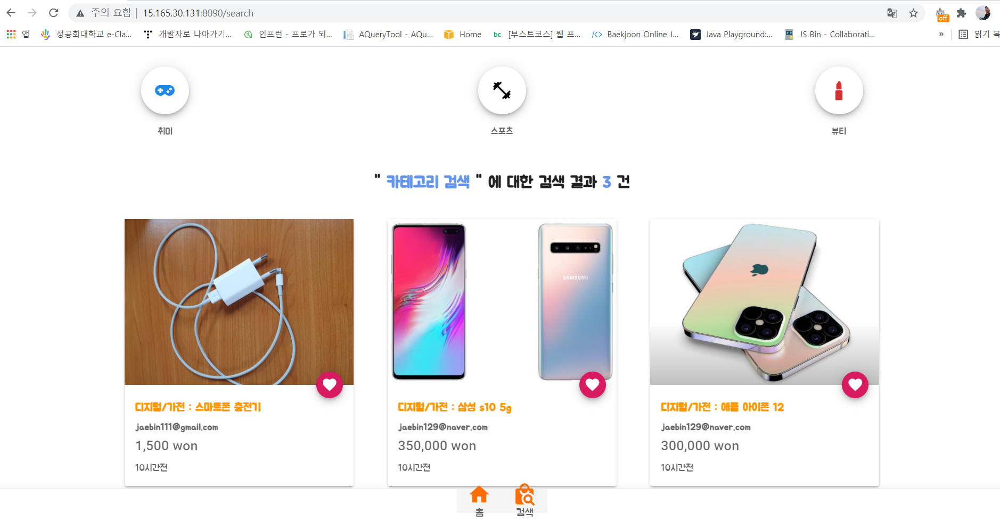 주의 요함 | 15.165.30.131:8090/search
off
앱 성공회대학교 e-Cla... 개발자로 나아가기... 인프런 - 프로가 되... AQueryTool - AQu... Home bc [부스트코스] 웹 프... </> Baekjoon Online J... Java Playground:... JS Bin - Collaborati... » 읽기 목
취미 스포츠 뷰티
" 카테고리 검색 " 에 대한 검색 결과 3 건
SAMSUNG
디지털/가전 : 스마트폰 충전기
jaebin111@gmail.com
1,500 won
10시간전
디지털/가전 : 삼성 s10 5g
jaebin129@naver.com
350,000 won
10시간전
디지털/가전 : 애플 아이폰 12
jaebin129@naver.com
300,000 won
10시간전
홈 검색